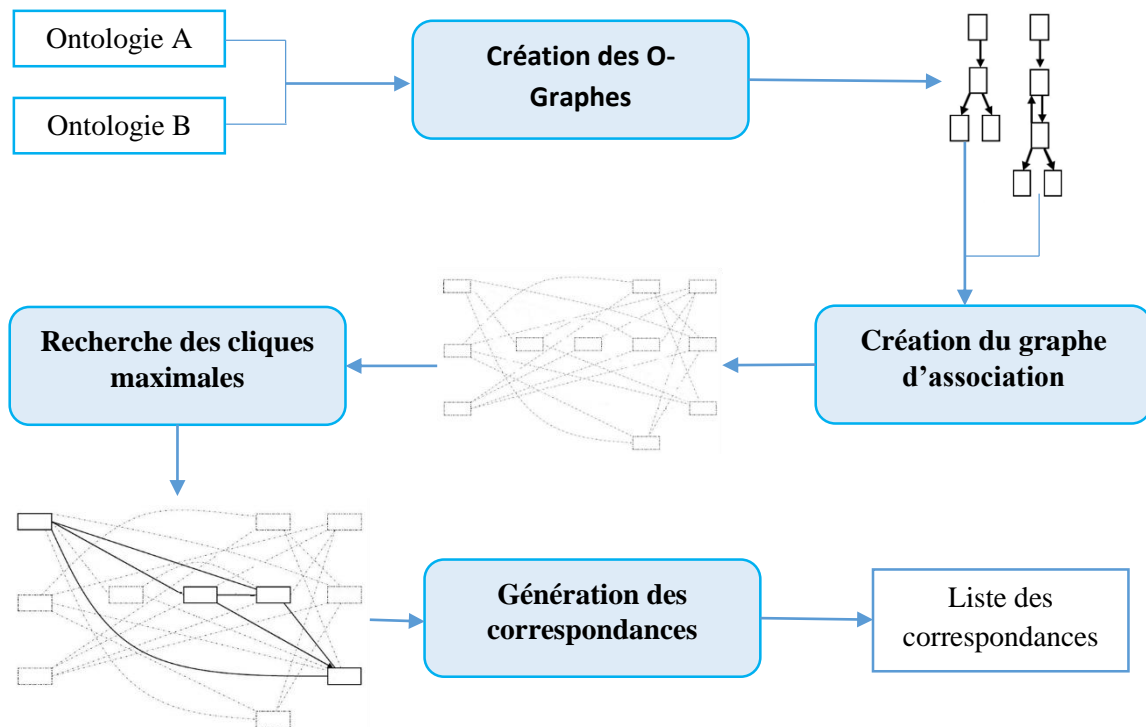 Ontologie A
Ontologie B
Création des O-
Graphes
Recherche des cliques
maximales
Création du graphe
d’association
Génération des
correspondances
Liste des
correspondances